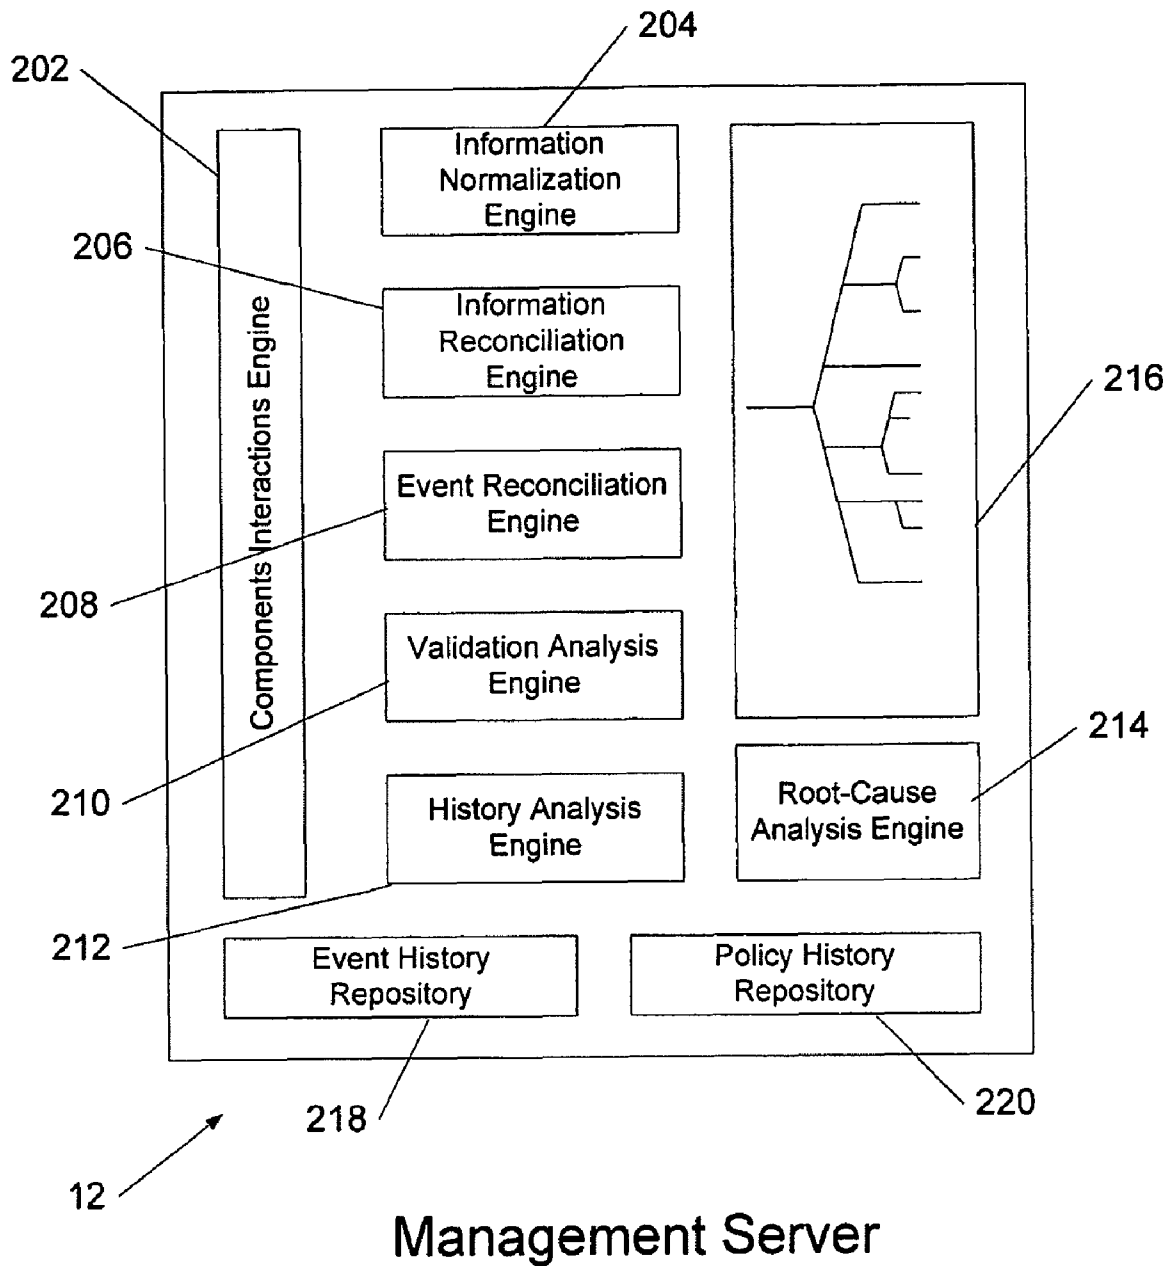 204
202
Information
Normalization
Engine
206
Information
Reconciliation
Engine
Components Interactions Engine
216
Event Reconciliation
Engine
208
Validation Analysis
Engine
214
210
History Analysis
Engine
Root-Cause
Analysis Engine
212
Event History
Repository
Policy History
Repository
218
220
12
Management Server